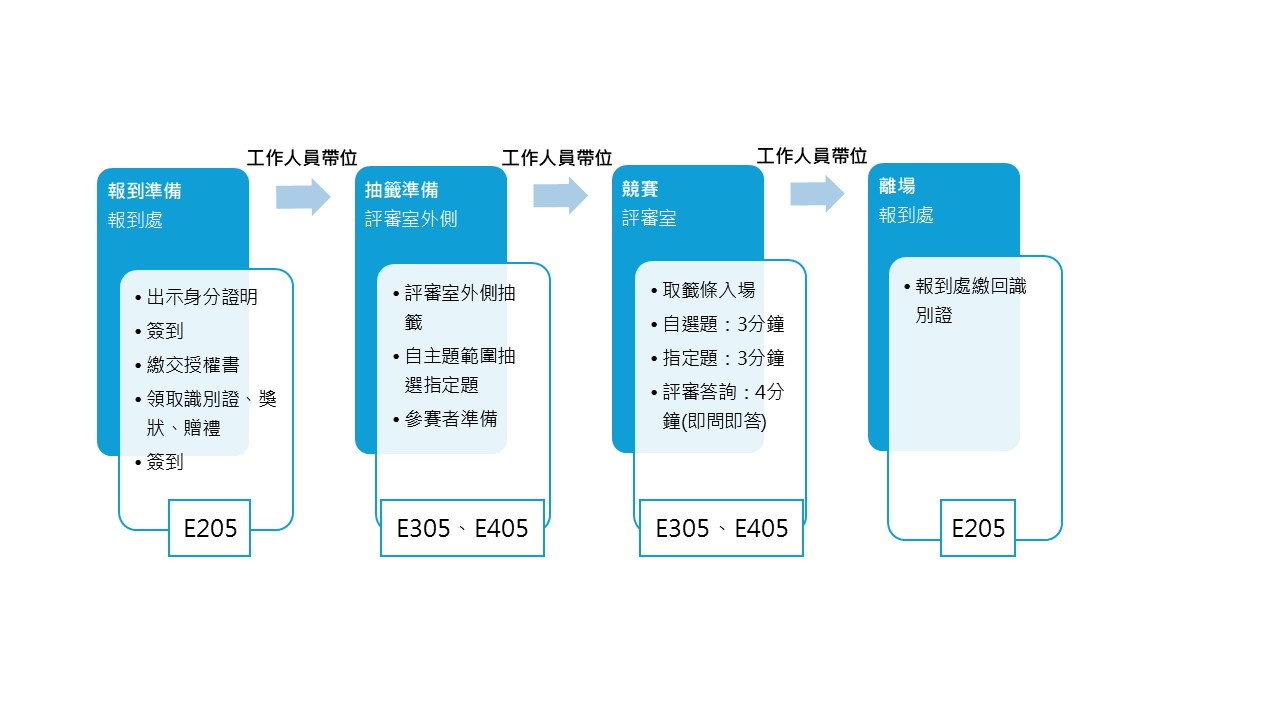 報到準備
報到處
• 出示身分證明
• 簽到
• 繳交授權書
• 領取識別證、獎
狀、贈禮
• 簽到
E205
工作人員帶位
抽籤準備
評審室外側
• 評審室外側抽
籤
• 自主題範圍抽
選指定題
• 參賽者準備
E305、E405
工作人員帶位
競賽
評審室
• 取籤條入場
• 自選題：3分鐘
• 指定題：3分鐘
• 評審答詢：4分
鐘(即問即答)
E305、E405
工作人員帶位
離場
報到處
• 報到處繳回識
別證
E205